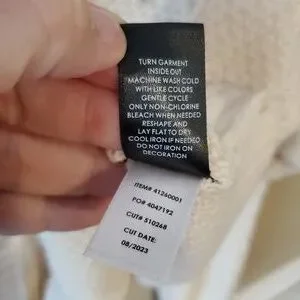 TURN GARMENT
INSIDE OUT
MACHINE WASH COLD
WITH LIKE COLORS
GENTLE CYCLE
ONLY NON-CHLORINE
BLEACH WHEN NEEDED
RESHAPE AND
LAY FLAT TO DRY
COOL IRON IF NEEDED
DO NOT IRON ON
DECORATION
ITEM# 41260001
PO# 4047192
CUT# 510268
CUT DATE:
08/2023